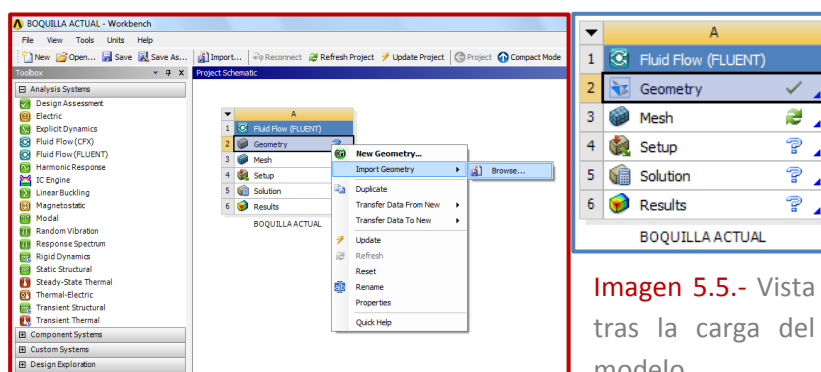 BOQUILLA ACTUAL - Workbench
File View Tools Units Help
New Open... Save Save As... Import... Reconnect Refresh Project Update Project Project Compact Mode
Toolbox
Analysis Systems
Design Assessment
Electric
Explicit Dynamics
Fluid Flow (CFX)
Fluid Flow (FLUENT)
Harmonic Response
IC Engine
Linear Buckling
Magnetostatic
Modal
Random Vibration
Response Spectrum
Rigid Dynamics
Static Structural
Steady-State Thermal
Thermal-Electric
Transient Structural
Transient Thermal
Component Systems
Custom Systems
Design Exploration
Project Schematic
A
1 Fluid Flow (FLUENT)
2 Geometry ?
3 Mesh
4 Setup
5 Solution
6 Results
BOQUILLA ACTUAL
New Geometry...
Import Geometry
Browse...
Duplicate
Transfer Data From New
Transfer Data To New
Update
Refresh
Reset
Rename
Properties
Quick Help
A
1 Fluid Flow (FLUENT)
2 Geometry
3 Mesh
4 Setup ?
5 Solution ?
6 Results ?
BOQUILLA ACTUAL
Imagen 5.5.- Vista
tras la carga del
modelo